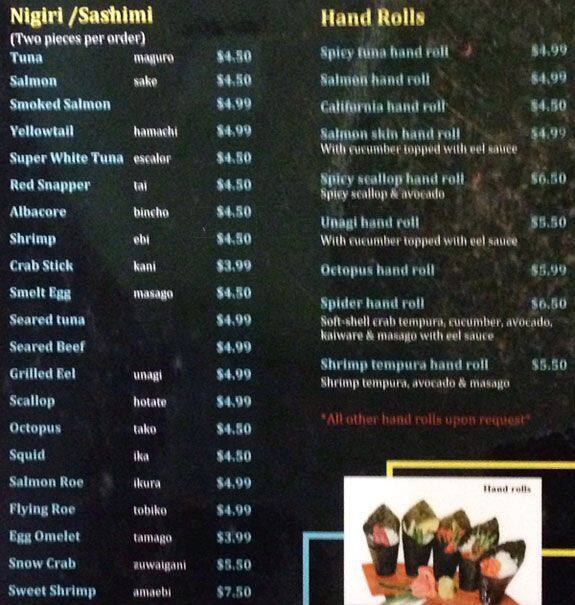 Nigiri /Sashimi
(Two pieces per order)
Tuna maguro $4.50
Salmon sake $4.50
Smoked Salmon $4.99
Yellowtail hamachi $4.99
Super White Tuna escalor $4.50
Red Snapper tai $4.50
Albacore bincho $4.50
Shrimp ebi $4.50
Crab Stick kani $3.99
Smelt Egg masago $4.50
Seared tuna $4.99
Seared Beef $4.99
Grilled Eel unagi $4.99
Scallop hotate $4.99
Octopus tako $4.50
Squid ika $4.50
Salmon Roe ikura $4.99
Flying Roe tobiko $4.99
Egg Omelet tamago $3.99
Snow Crab zuwaigani $5.50
Sweet Shrimp amaebi $7.50
Hand Rolls
Spicy tuna hand roll $4.99
Salmon hand roll $4.99
California hand roll $4.50
Salmon skin hand roll $4.99
With cucumber topped with eel sauce
Spicy scallop hand roll $6.50
Spicy scallop & avocado
Unagi hand roll $5.50
With cucumber topped with eel sauce
Octopus hand roll $5.99
Spider hand roll $6.50
Soft-shell crab tempura, cucumber, avocado,
kaiware & masago with eel sauce
Shrimp tempura hand roll $5.50
Shrimp tempura, avocado & masago
*All other hand rolls upon request*
Hand rolls